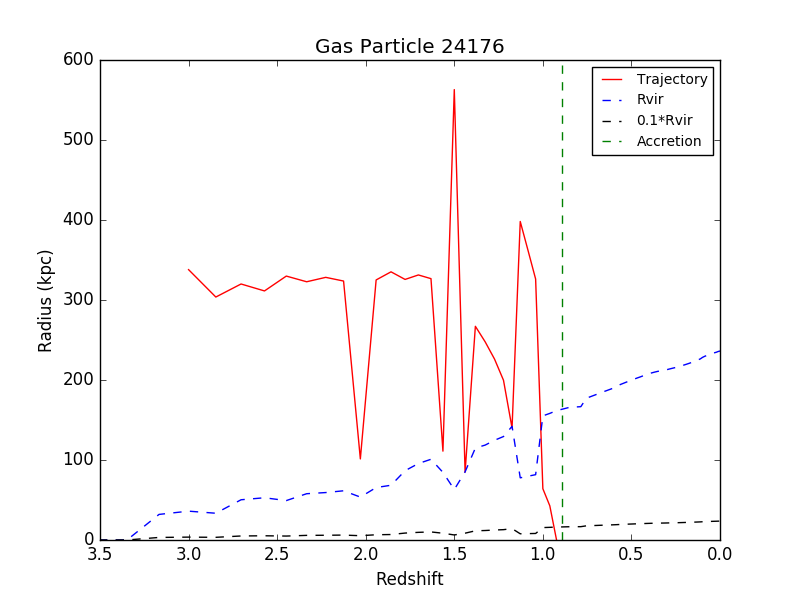 Gas Particle 24176
Trajectory
Rvir
0.1*Rvir
Accretion
600
500
400
300
200
100
0
Radius (kpc)
3.5 3.0 2.5 2.0 1.5 1.0 0.5 0.0
Redshift